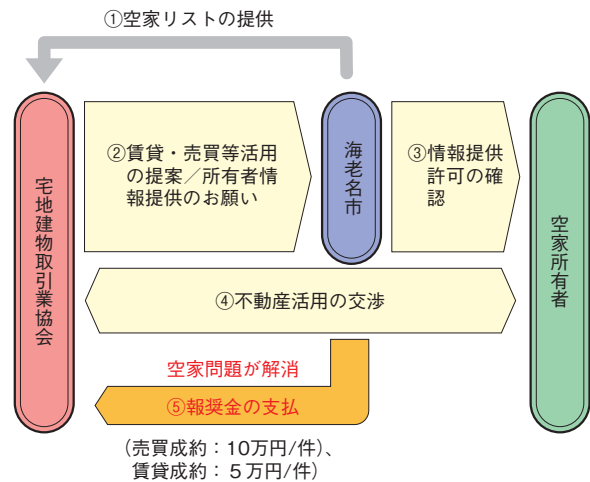 ①空家リストの提供
宅地建物取引業協会
②賃貸・売買等活用
の提案／所有者情
報提供のお願い
海老名市
③情報提供
許可の確
認
空家所有者
④不動産活用の交渉
空家問題が解消
⑤報奨金の支払
（売買成約：10万円/件）、
賃貸成約：５万円/件）